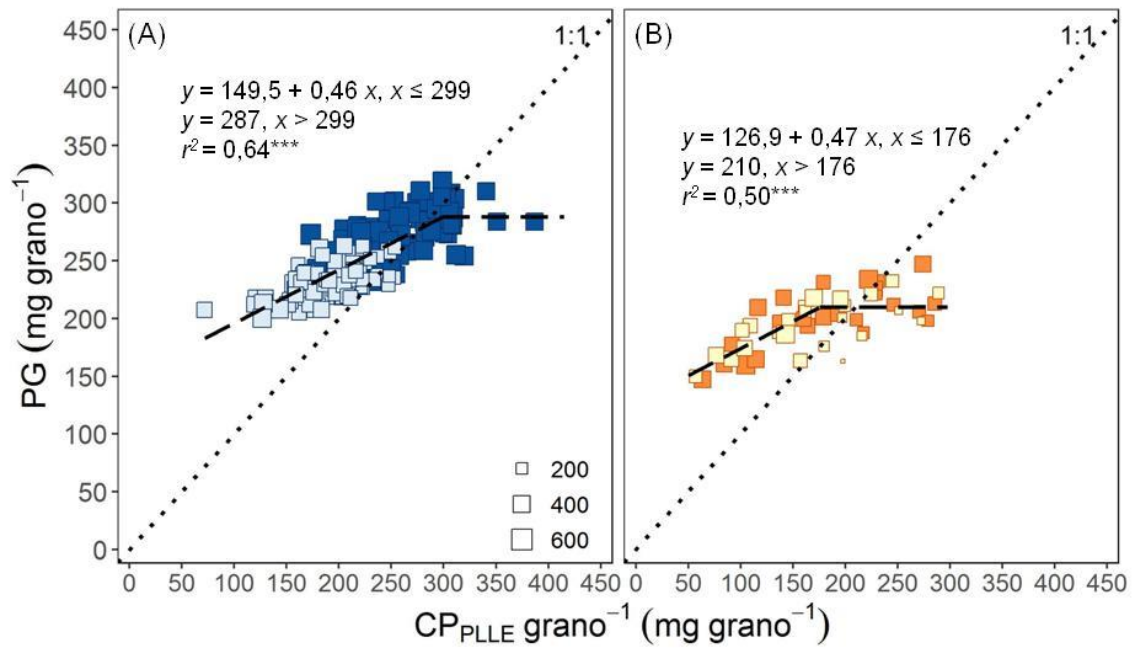 (A)
1:1
y = 149,5 + 0,46 x, x ≤ 299
y = 287, x > 299
r² = 0,64***
450
400
350
300
250
200
150
100
50
0
PG (mg grano⁻¹)
200
400
600
0 50 100 150 200 250 300 350 400 450
(B)
1:1
y = 126,9 + 0,47 x, x ≤ 176
y = 210, x > 176
r² = 0,50***
0 50 100 150 200 250 300 350 400 450
CP_PLLE grano⁻¹ (mg grano⁻¹)